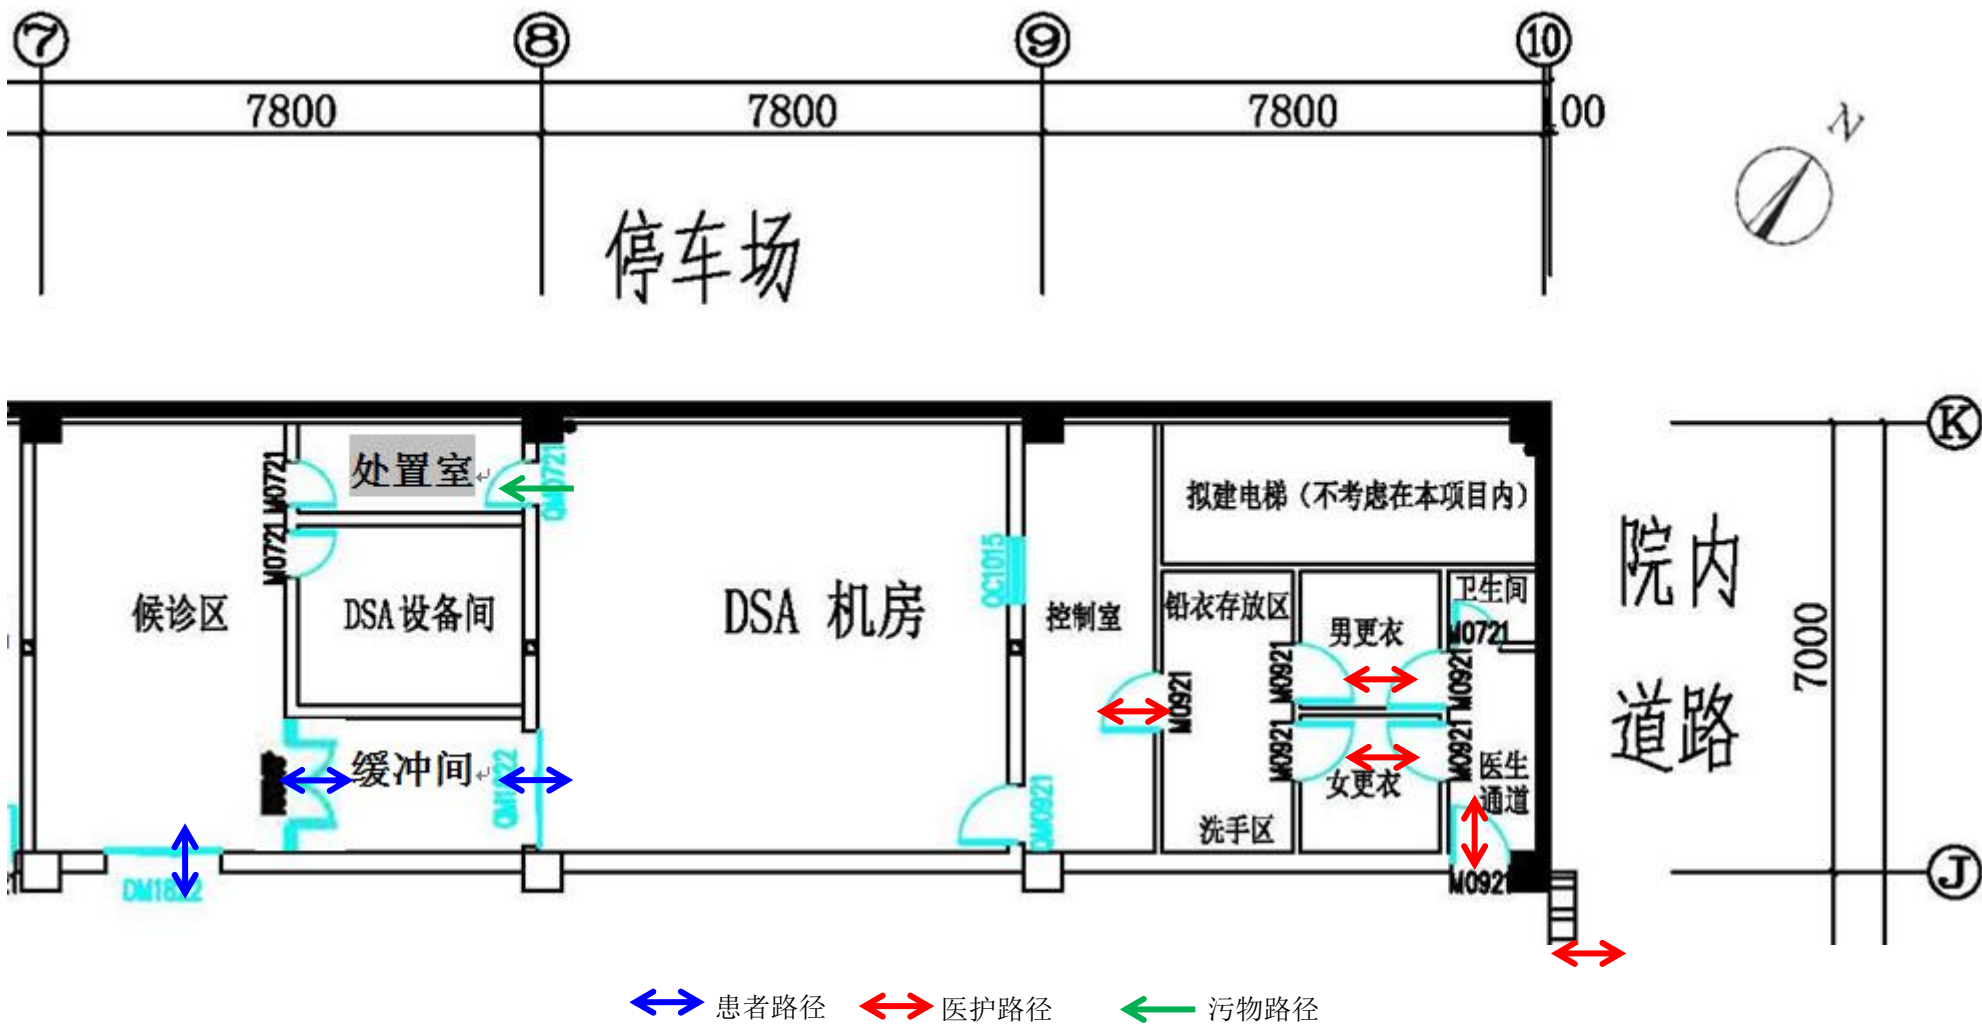 7 8 9 10
7800 7800 7800 100
N
停车场
K
处置室
M0721
QM0721
拟建电梯（不考虑在本项目内）
院内
道路
M0721
QC1015
候诊区
DSA设备间
DSA 机房
控制室
铅衣存放区
男更衣
卫生间
M0721
7000
M0921
M0921
M0921
M0921
M0921
缓冲间
女更衣
医生
通道
QM0921
洗手区
J
M0921
患者路径 医护路径 污物路径